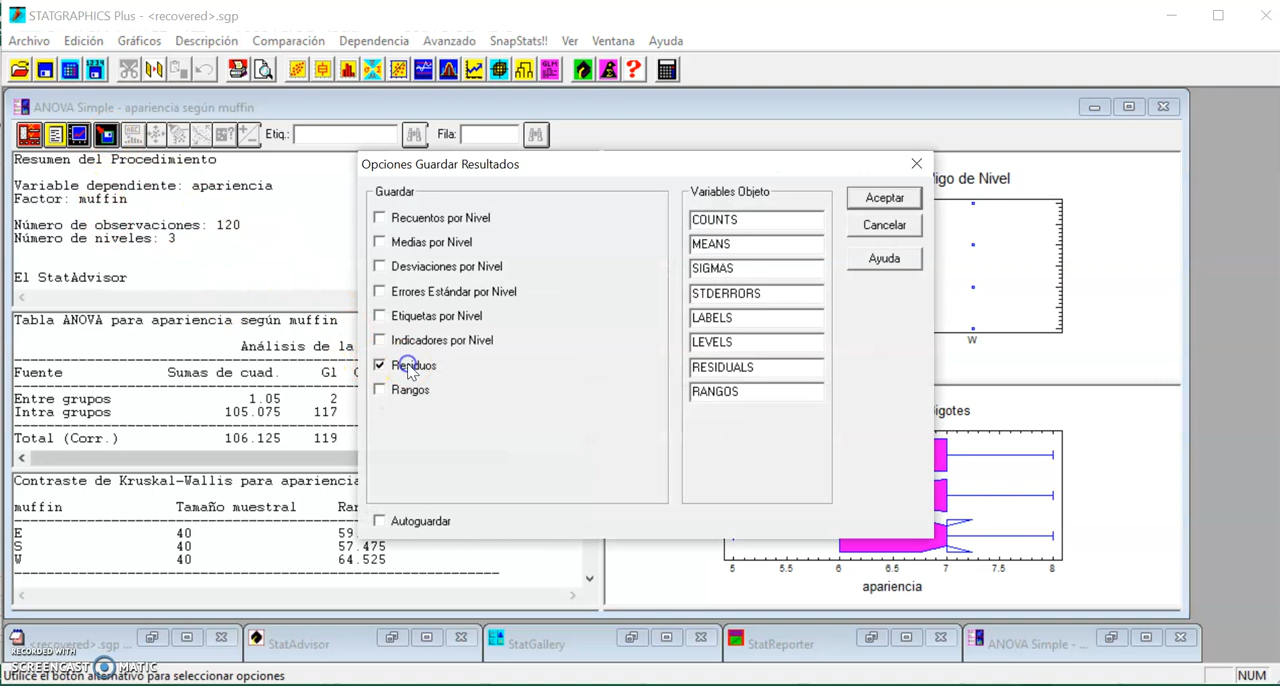 STATGRAPHICS Plus - <recovered>.sgp
Archivo Edición Gráficos Descripción Comparación Dependencia Avanzado SnapStats!! Ver Ventana Ayuda
ANOVA Simple - apariencia según muffin
Etiq.: Fila:
Resumen del Procedimiento
Variable dependiente: apariencia
Factor: muffin
Número de observaciones: 120
Número de niveles: 3
El StatAdvisor
Tabla ANOVA para apariencia según muffin
Análisis de la
Fuente Sumas de cuad. Gl C
Entre grupos 1.05 2
Intra grupos 105.075 117
Total (Corr.) 106.125 119
Contraste de Kruskal-Wallis para apariencia
muffin Tamaño muestral Ra
E 40 59.
S 40 57.475
W 40 64.525
Opciones Guardar Resultados
Guardar
Recuentos por Nivel
Medias por Nivel
Desviaciones por Nivel
Errores Estándar por Nivel
Etiquetas por Nivel
Indicadores por Nivel
Residuos
Rangos
Autoguardar
Variables Objeto
COUNTS
MEANS
SIGMAS
STDERRORS
LABELS
LEVELS
RESIDUALS
RANGOS
Aceptar
Cancelar
Ayuda
igo de Nivel
W
igotes
5 5.5 6 6.5 7 7.5 8
apariencia
<recovered>.sgp ... StatAdvisor StatGallery StatReporter ANOVA Simple - ...
RECORDED WITH
SCREENCAST MATIC
Utilice el botón alternativo para seleccionar opciones NUM